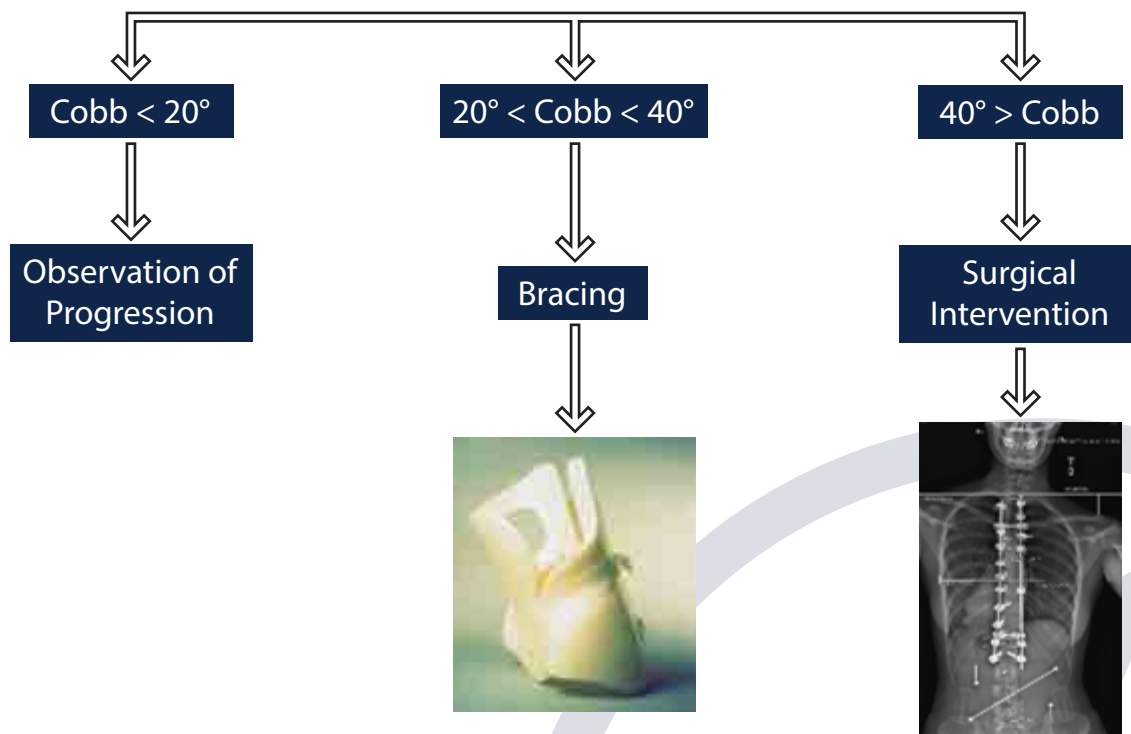 Cobb < 20°
20° < Cobb < 40°
40° > Cobb
Observation of
Progression
Bracing
Surgical
Intervention